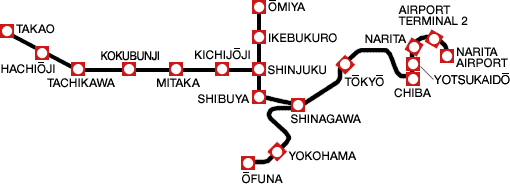 ŌMIYA
AIRPORT
TERMINAL 2
TAKAO
IKEBUKURO
NARITA
HACHIŌJI
KOKUBUNJI
KICHIJŌJI
NARITA
AIRPORT
TACHIKAWA
MITAKA
SHINJUKU
TŌKYŌ
YOTSUKAIDŌ
CHIBA
SHIBUYA
SHINAGAWA
YOKOHAMA
ŌFUNA